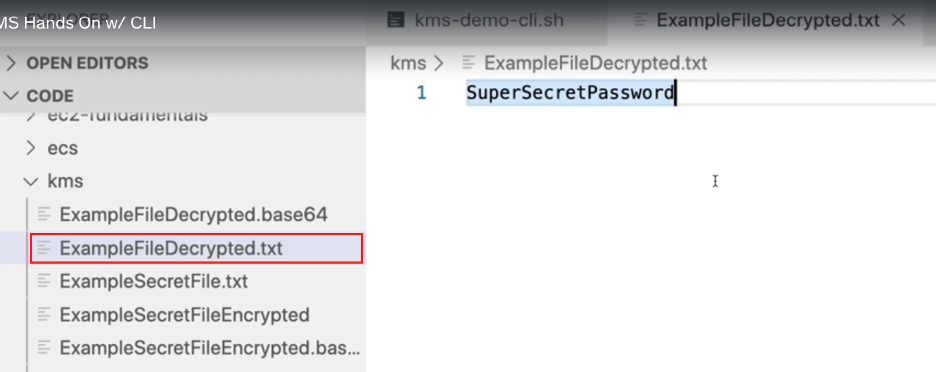 MS Hands On w/ CLI
kms-demo-cli.sh
ExampleFileDecrypted.txt
OPEN EDITORS
kms > ExampleFileDecrypted.txt
CODE
1 SuperSecretPassword
ec2-fundamentals
ecs
kms
ExampleFileDecrypted.base64
ExampleFileDecrypted.txt
ExampleSecretFile.txt
ExampleSecretFileEncrypted
ExampleSecretFileEncrypted.bas...